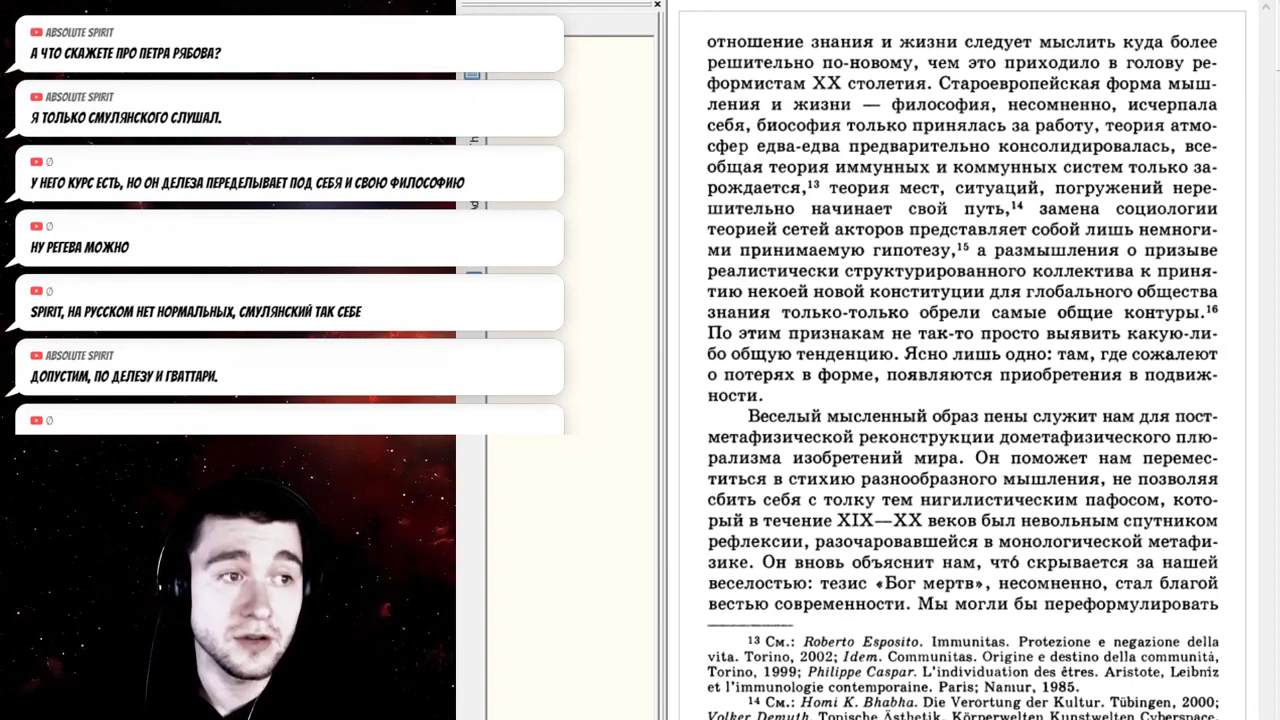 ABSOLUTE SPIRIT
А ЧТО СКАЖЕТЕ ПРО ПЕТРА РЯБОВА?
ABSOLUTE SPIRIT
Я ТОЛЬКО СМУЛЯНСКОГО СЛУШАЛ.
Ø
У НЕГО КУРС ЕСТЬ, НО ОН ДЕЛЕЗА ПЕРЕДЕЛЫВАЕТ ПОД СЕБЯ И СВОЮ ФИЛОСОФИЮ
Ø
НУ РЕГЕВА МОЖНО
Ø
SPIRIT, НА РУССКОМ НЕТ НОРМАЛЬНЫХ, СМУЛЯНСКИЙ ТАК СЕБЕ
ABSOLUTE SPIRIT
ДОПУСТИМ, ПО ДЕЛЕЗУ И ГВАТТАРИ.
Ø
отношение знания и жизни следует мыслить куда более
решительно по-новому, чем это приходило в голову ре-
формистам XX столетия. Староевропейская форма мыш-
ления и жизни — философия, несомненно, исчерпала
себя, биософия только принялась за работу, теория атмо-
сфер едва-едва предварительно консолидировалась, все-
общая теория иммунных и коммунных систем только за-
рождается,13 теория мест, ситуаций, погружений нере-
шительно начинает свой путь,14 замена социологии
теорией сетей акторов представляет собой лишь немноги-
ми принимаемую гипотезу,15 а размышления о призыве
реалистически структурированного коллектива к приня-
тию некоей новой конституции для глобального общества
знания только-только обрели самые общие контуры.16
По этим признакам не так-то просто выявить какую-ли-
бо общую тенденцию. Ясно лишь одно: там, где сожалеют
о потерях в форме, появляются приобретения в подвиж-
ности.
Веселый мысленный образ пены служит нам для пост-
метафизической реконструкции дометафизического плю-
рализма изобретений мира. Он поможет нам перемес-
титься в стихию разнообразного мышления, не позволяя
сбить себя с толку тем нигилистическим пафосом, кото-
рый в течение XIX—XX веков был невольным спутником
рефлексии, разочаровавшейся в монологической метафи-
зике. Он вновь объяснит нам, что́ скрывается за нашей
веселостью: тезис «Бог мертв», несомненно, стал благой
вестью современности. Мы могли бы переформулировать
13 См.: Roberto Esposito. Immunitas. Protezione e negazione della
vita. Torino, 2002; Idem. Communitas. Origine e destino della comunità,
Torino, 1999; Philippe Caspar. L'individuation des êtres. Aristote, Leibniz
et l'immunologie contemporaine. Paris; Namur, 1985.
14 См.: Homi K. Bhabha. Die Verortung der Kultur. Tübingen, 2000;
Volker Demuth. Topische Ästhetik. Körperwelten Kunstwelten Cyberspace.